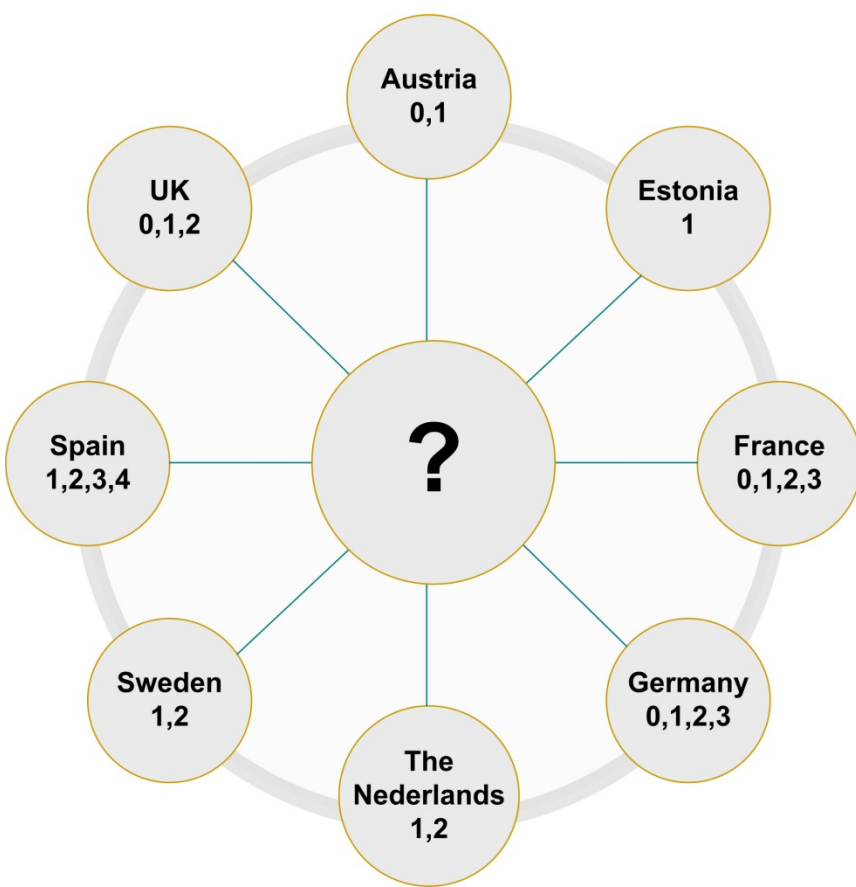 Austria
0,1
Estonia
1
France
0,1,2,3
Germany
0,1,2,3
The
Nederlands
1,2
Sweden
1,2
Spain
1,2,3,4
UK
0,1,2
?